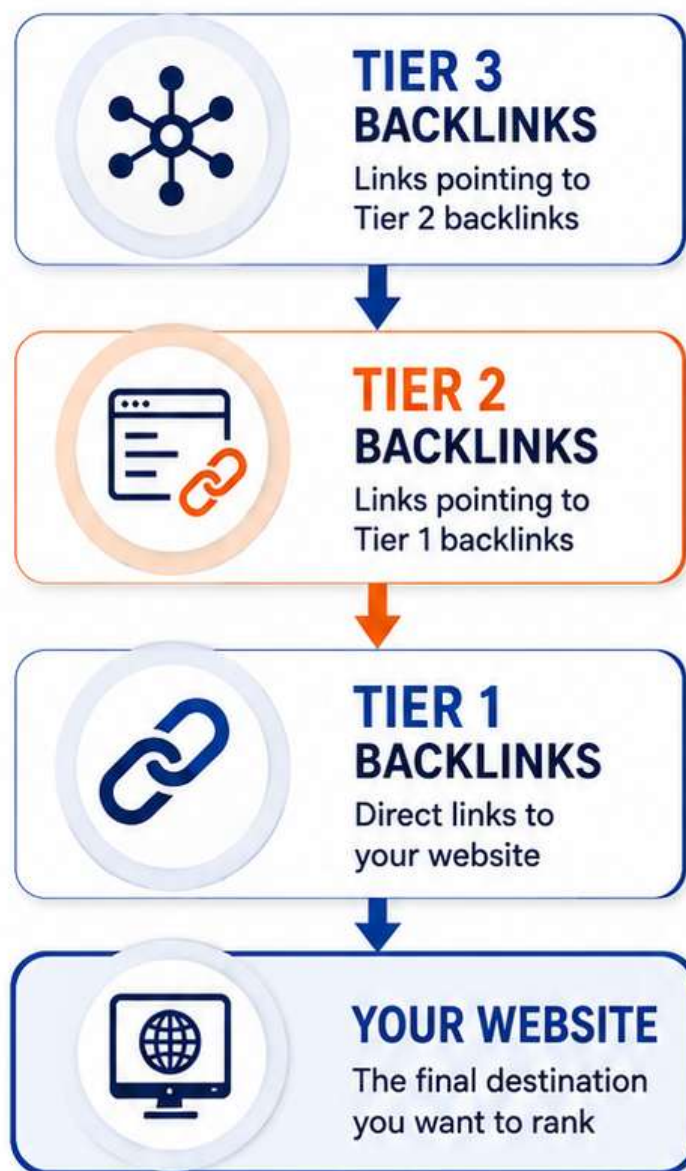 TIER 3
BACKLINKS
Links pointing to
Tier 2 backlinks
TIER 2
BACKLINKS
Links pointing to
Tier 1 backlinks
TIER 1
BACKLINKS
Direct links to
your website
YOUR WEBSITE
The final destination
you want to rank